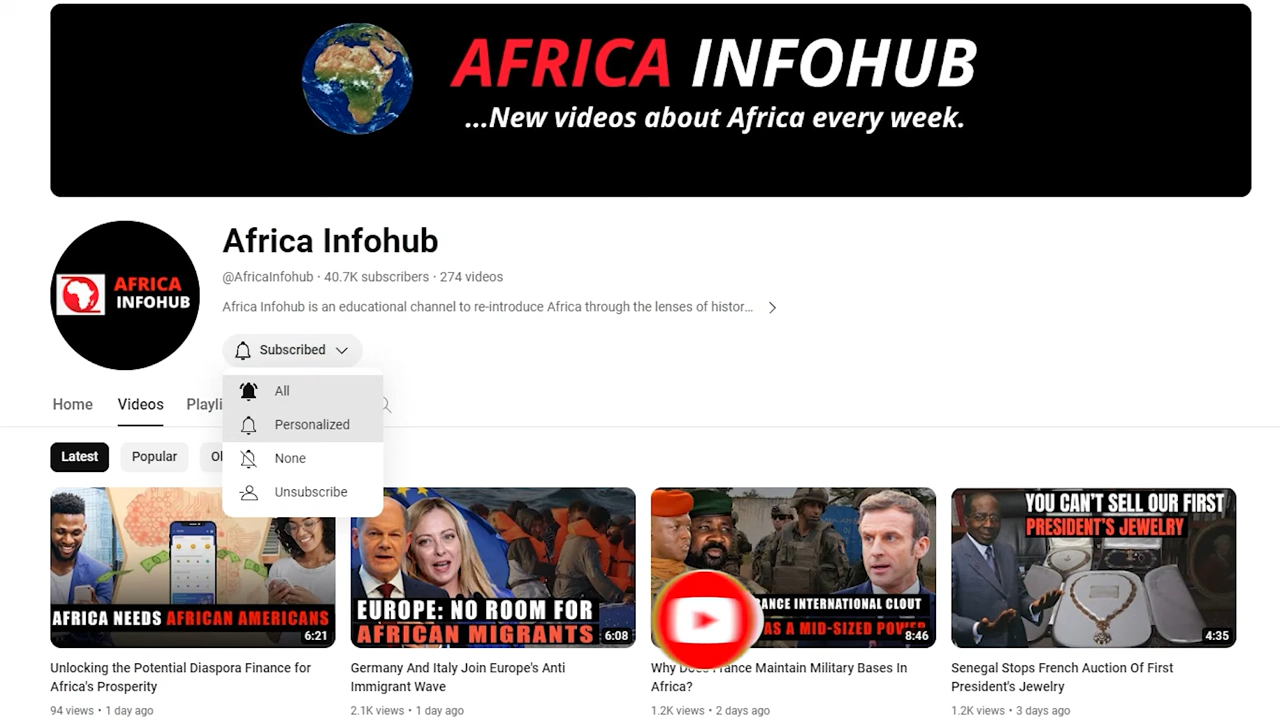 AFRICA INFOHUB
...New videos about Africa every week.
AFRICA
INFOHUB
Africa Infohub
@AfricaInfohub · 40.7K subscribers · 274 videos
Africa Infohub is an educational channel to re-introduce Africa through the lenses of histor...
Subscribed
All
Personalized
None
Unsubscribe
Home Videos Playli
Latest Popular Ol
AFRICA NEEDS AFRICAN AMERICANS
6:21
EUROPE: NO ROOM FOR
AFRICAN MIGRANTS
6:08
INTERNATIONAL CLOUT
AS A MID-SIZED POWER
8:46
YOU CAN'T SELL OUR FIRST
PRESIDENT'S JEWELRY
4:35
Unlocking the Potential Diaspora Finance for
Africa's Prosperity
94 views • 1 day ago
Germany And Italy Join Europe's Anti
Immigrant Wave
2.1K views • 1 day ago
Why France Maintain Military Bases In
Africa?
1.2K views • 2 days ago
Senegal Stops French Auction Of First
President's Jewelry
1.2K views • 3 days ago